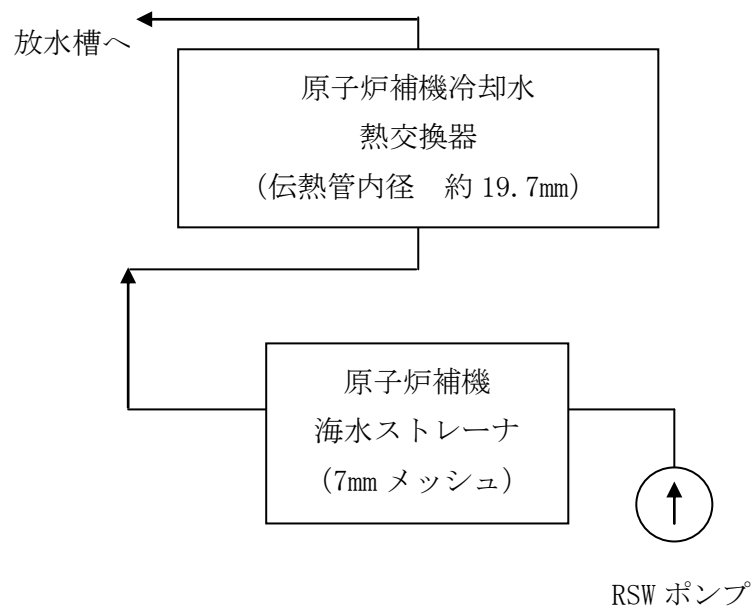 放水槽へ
原子炉補機冷却水
熱交換器
（伝熱管内径　約 19.7mm）
原子炉補機
海水ストレーナ
（7mm メッシュ）
RSW ポンプ